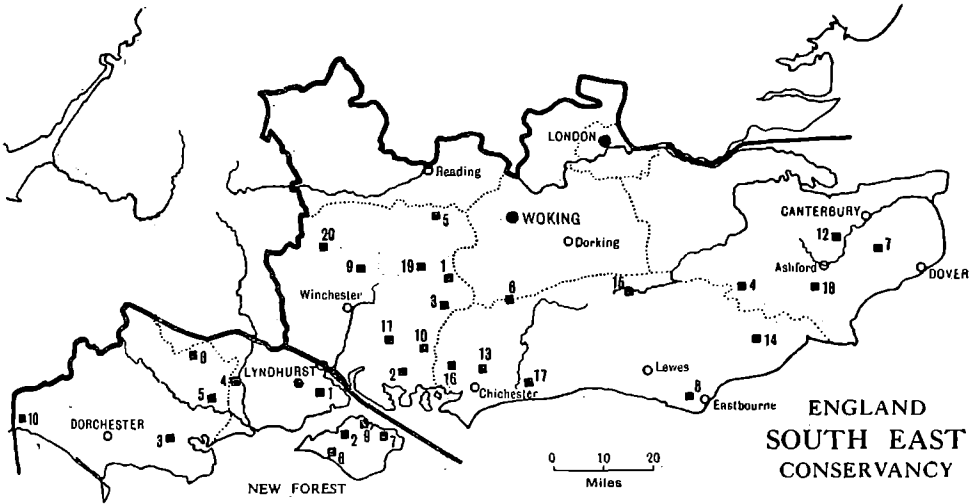 LONDON
Reading
WOKING
Dorking
CANTERBURY
Ashford
DOVER
5
20
9
19
1
12
7
18
Winchester
3
6
15
4
11
10
14
2
16
13
17
Chichester
Lewes
8
Eastbourne
8
LYNDHURST
4
1
5
10
DORCHESTER
3
9
2
7
6
NEW FOREST
0 10 20
Miles
ENGLAND
SOUTH EAST
CONSERVANCY